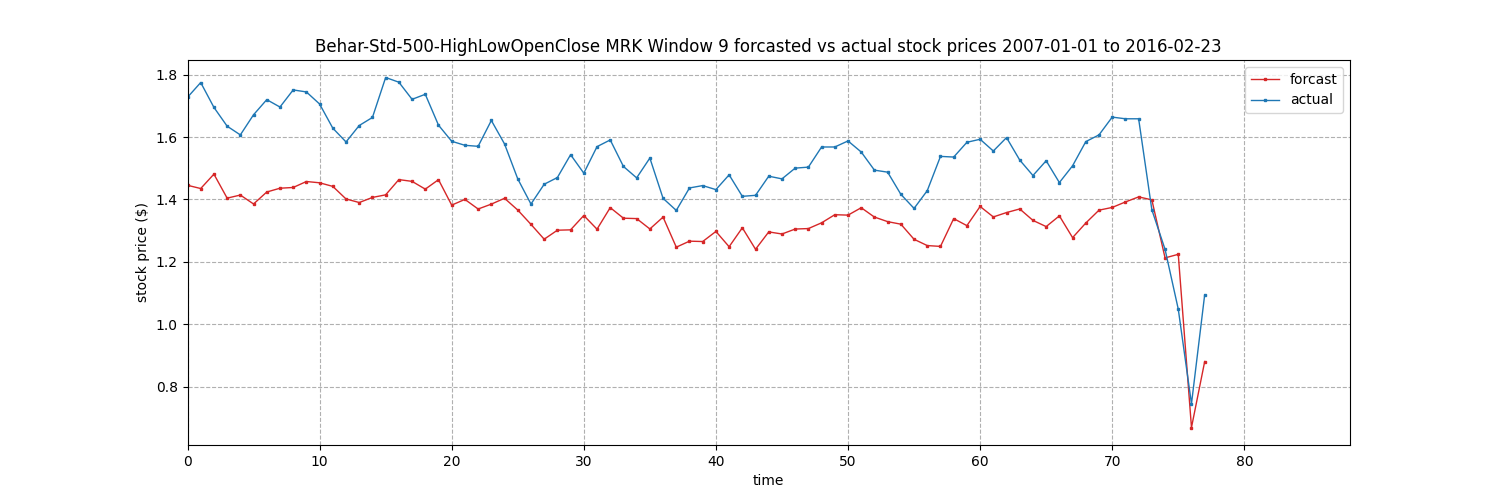 Behar-Std-500-HighLowOpenClose MRK Window 9 forcasted vs actual stock prices 2007-01-01 to 2016-02-23
forcast
actual
stock price ($)
1.8
1.6
1.4
1.2
1.0
0.8
0 10 20 30 40 50 60 70 80
time